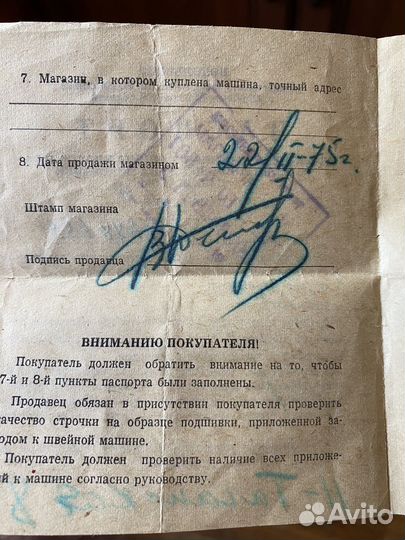 7. Магазин, в котором куплена машина, точный адрес
8. Дата продажи магазином 22/II-75г.
Штамп магазина
Подпись продавца
ВНИМАНИЮ ПОКУПАТЕЛЯ!
Покупатель должен обратить внимание на то, чтобы
7-й и 8-й пункты паспорта были заполнены.
Продавец обязан в присутствии покупателя проверить
качество строчки на образце подшивки, приложенной за-
водом к швейной машине.
Покупатель должен проверить наличие всех приложе-
й к машине согласно руководству.
Avito